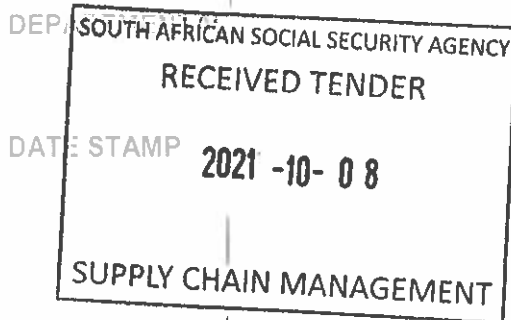 SOUTH AFRICAN SOCIAL SECURITY AGENCY
RECEIVED TENDER
DATE STAMP
2021 -10- 08
SUPPLY CHAIN MANAGEMENT